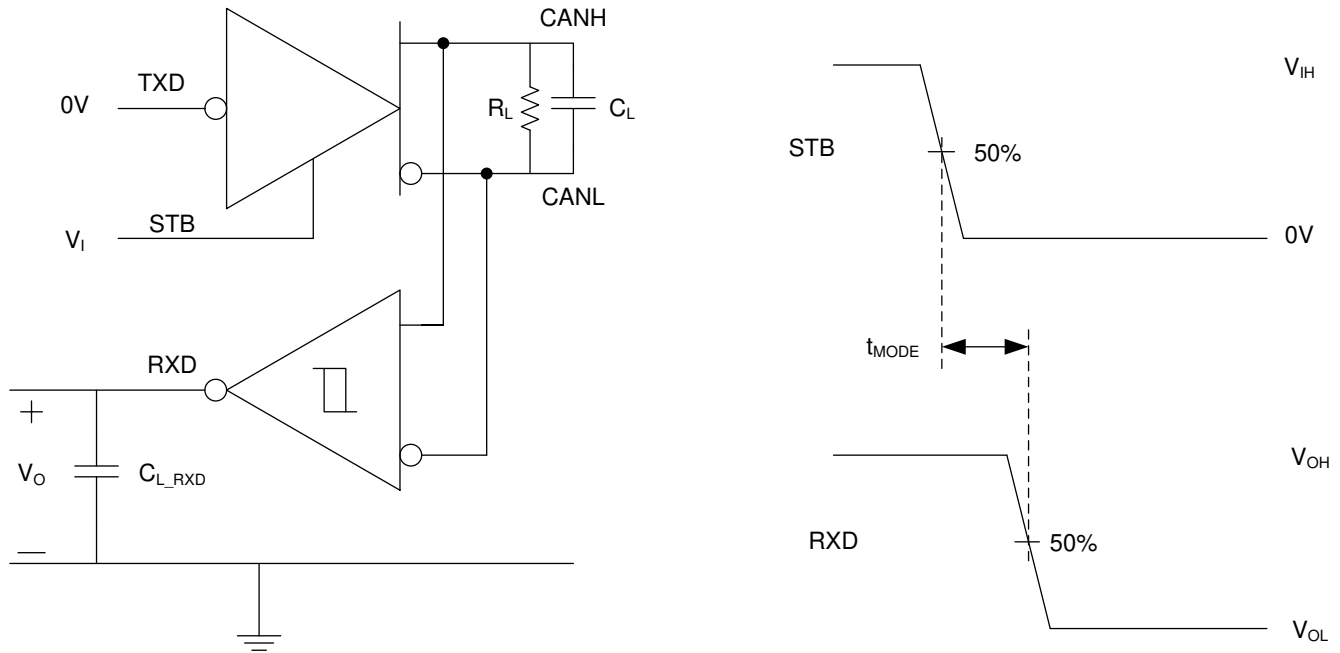 CANH
TXD
0V
R_L
C_L
CANL
STB
V_I
RXD
+
V_O
C_L_RXD
—
V_IH
STB
50%
0V
t_MODE
V_OH
RXD
50%
V_OL